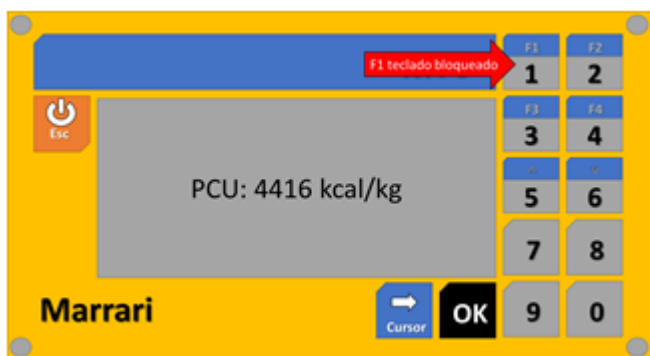 F1 teclado bloqueado
F1
1
F2
2
Esc
F3
3
F4
4
PCU: 4416 kcal/kg
5
6
7
8
Marrari
Cursor
OK
9
0